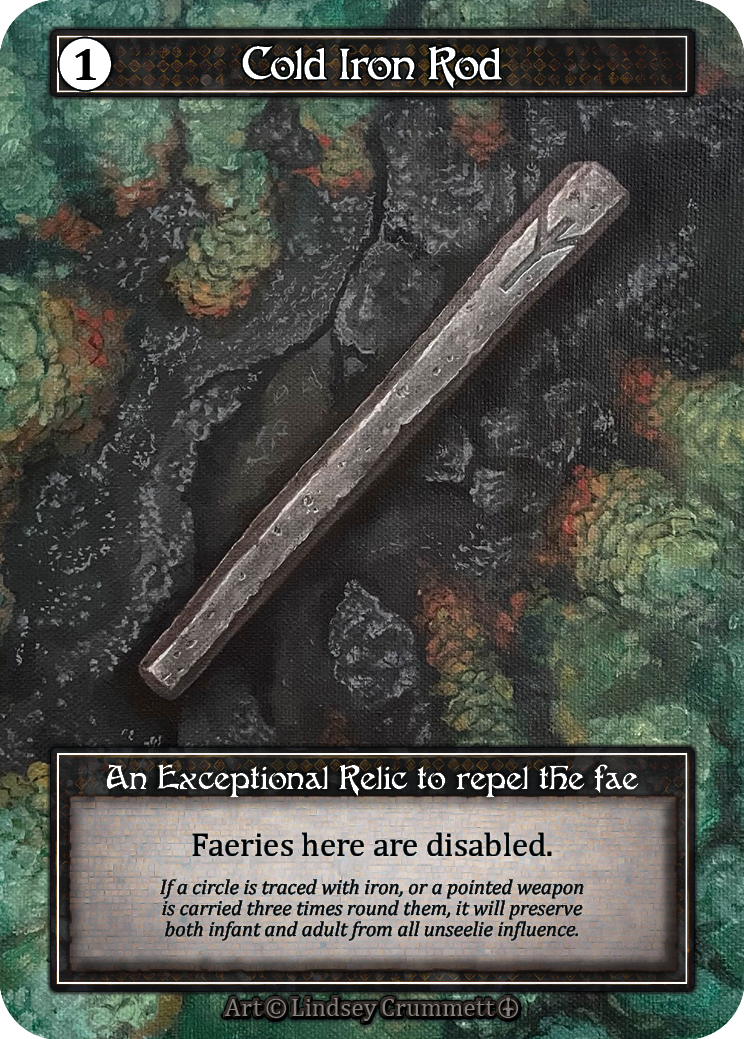 1
Cold Iron Rod
An Exceptional Relic to repel the fae
Faeries here are disabled.
If a circle is traced with iron, or a pointed weapon
is carried three times round them, it will preserve
both infant and adult from all unseelie influence.
Art © Lindsey Crummett